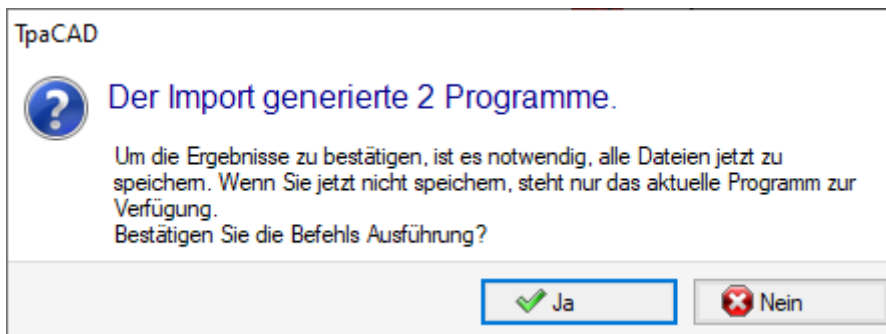 TpaCAD
Der Import generierte 2 Programme.
Um die Ergebnisse zu bestätigen, ist es notwendig, alle Dateien jetzt zu
speichern. Wenn Sie jetzt nicht speichern, steht nur das aktuelle Programm zur
Verfügung.
Bestätigen Sie die Befehls Ausführung?
Ja
Nein